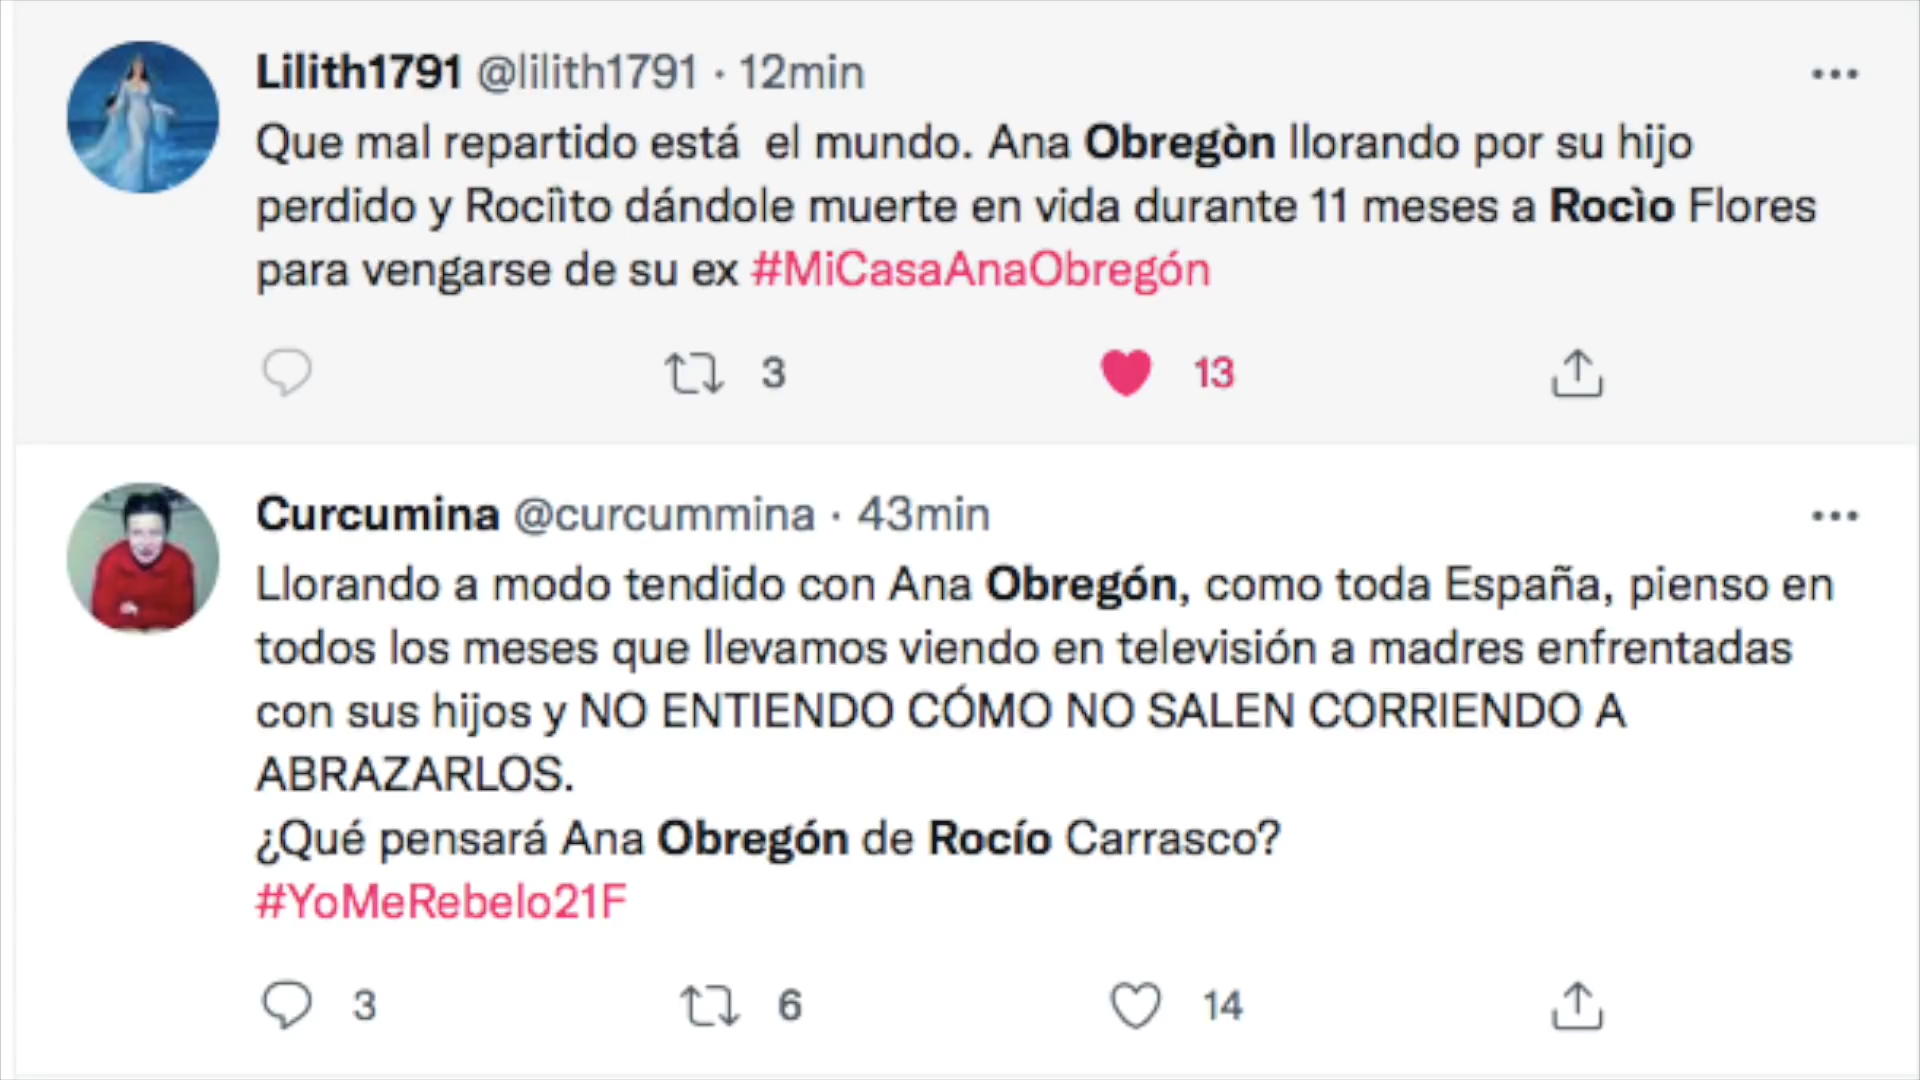 Lilith1791 @lilith1791 · 12min
Que mal repartido está  el mundo. Ana Obregòn llorando por su hijo
perdido y Rociìto dándole muerte en vida durante 11 meses a Rocìo Flores
para vengarse de su ex #MiCasaAnaObregón
3 13
Curcumina @curcummina · 43min
Llorando a modo tendido con Ana Obregón, como toda España, pienso en
todos los meses que llevamos viendo en televisión a madres enfrentadas
con sus hijos y NO ENTIENDO CÓMO NO SALEN CORRIENDO A
ABRAZARLOS.
¿Qué pensará Ana Obregón de Rocío Carrasco?
#YoMeRebelo21F
3 6 14